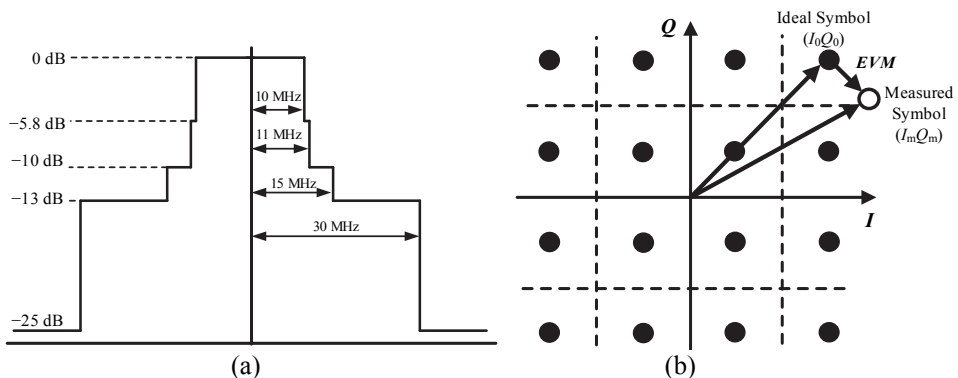 0 dB
−5.8 dB
−10 dB
−13 dB
−25 dB
10 MHz
11 MHz
15 MHz
30 MHz
(a)
Q
I
Ideal Symbol
(I₀Q₀)
EVM
Measured
Symbol
(IₘQₘ)
(b)